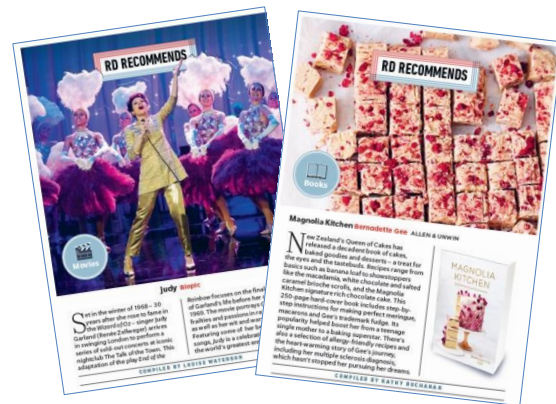 RD RECOMMENDS
Movies
Judy Biopic
Set in the winter of 1968 – 30
years after she rose to fame in
the Wizard of Oz – singer Judy
Garland (Renée Zellweger) arrives
in swinging London to perform a
series of sold-out concerts at iconic
nightclub The Talk of the Town. This
adaptation of the play End of the
Rainbow focuses on the final
of Garland's life before her
1969. The movie portrays
frailties and passions in
as well as her wit and
Featuring some of her
songs, Judy is a
the world's greatest
COMPILED BY LOUISE WATERSON
RD RECOMMENDS
Books
Magnolia Kitchen Bernadette Gee ALLEN & UNWIN
New Zealand's Queen of Cakes has
released a decadent book of cakes,
baked goodies and desserts – a treat for
the eyes and the tastebuds. Recipes range from
basics such as banana loaf to showstoppers
like the macadamia, white chocolate and salted
caramel brioche scrolls, and the Magnolia
Kitchen signature rich chocolate cake. This
250-page hard-cover book includes step-by-
step instructions for making perfect meringue,
macarons and Gee's trademark fudge. Its
popularity helped boost her from a teenage
single mother to a baking superstar. There's
also a selection of allergy-friendly recipes and
the heart-warming story of Gee's journey,
including her multiple sclerosis diagnosis,
which hasn't stopped her pursuing her dreams.
MAGNOLIA
KITCHEN
COMPILED BY KATHY BUCHANAN